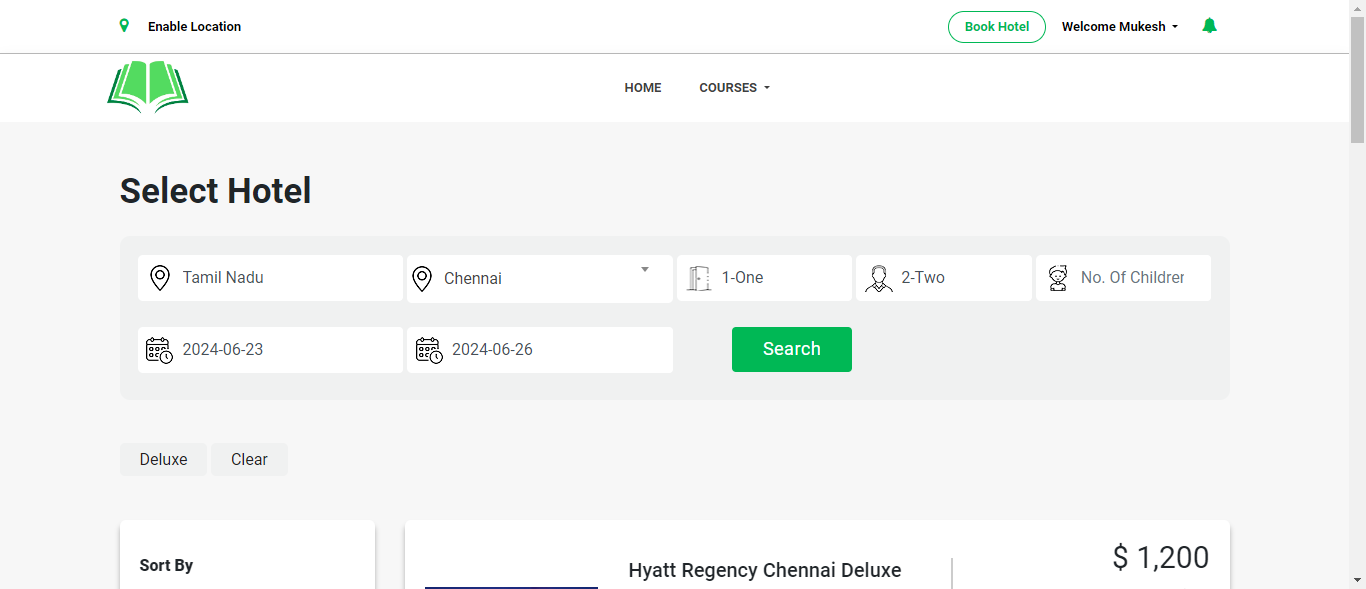 Enable Location
Book Hotel
Welcome Mukesh
HOME
COURSES
Select Hotel
Tamil Nadu
Chennai
1-One
2-Two
No. Of Children
2024-06-23
2024-06-26
Search
Deluxe
Clear
Sort By
Hyatt Regency Chennai Deluxe
$ 1,200